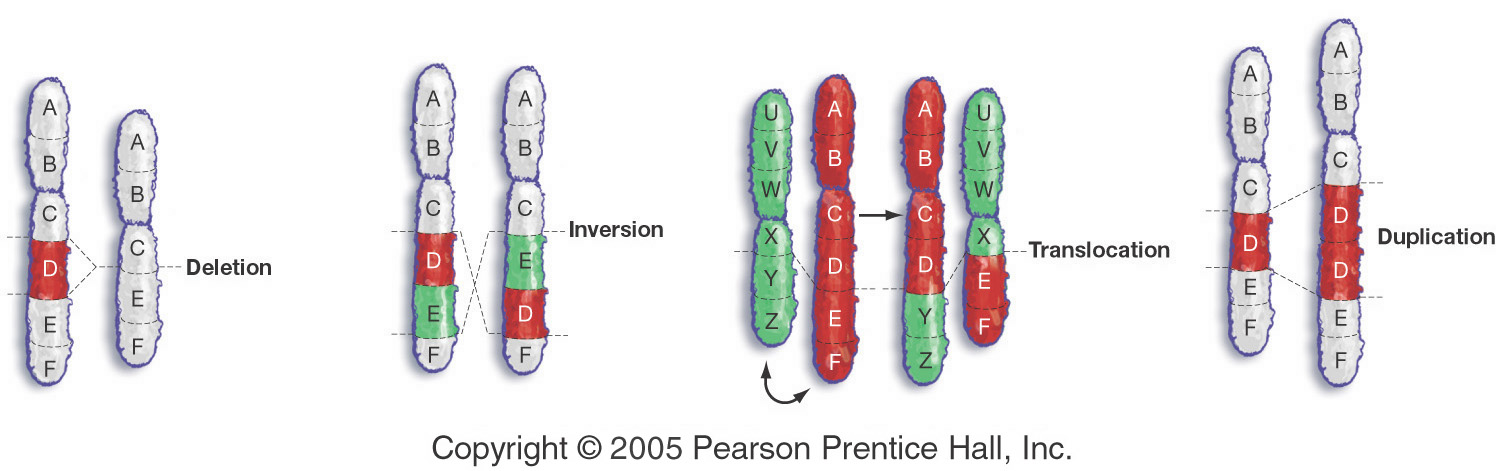 A
B
C
D
E
F
A
B
C
E
F
Deletion
A
B
C
D
E
F
A
B
C
E
D
F
Inversion
U
V
W
X
Y
Z
A
B
C
D
E
F
A
B
C
D
Y
Z
U
V
W
X
E
F
Translocation
A
B
C
D
E
F
A
B
C
D
D
E
F
Duplication
Copyright © 2005 Pearson Prentice Hall, Inc.